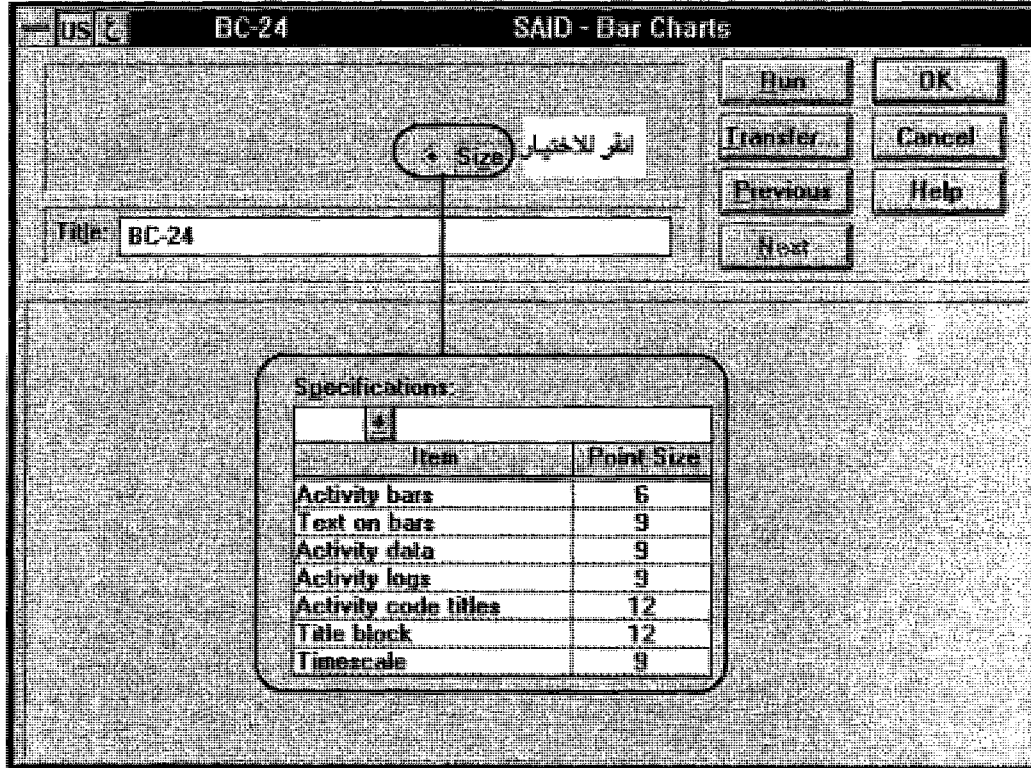 US خ BC-24 SAID - Bar Charts
Run OK
Size انقر للاختيار
Transfer... Cancel
Previous Help
Title: BC-24
Next
Specifications:
Item Point Size
Activity bars 6
Text on bars 9
Activity data 9
Activity logs 9
Activity code titles 12
Title block 12
Timescale 9